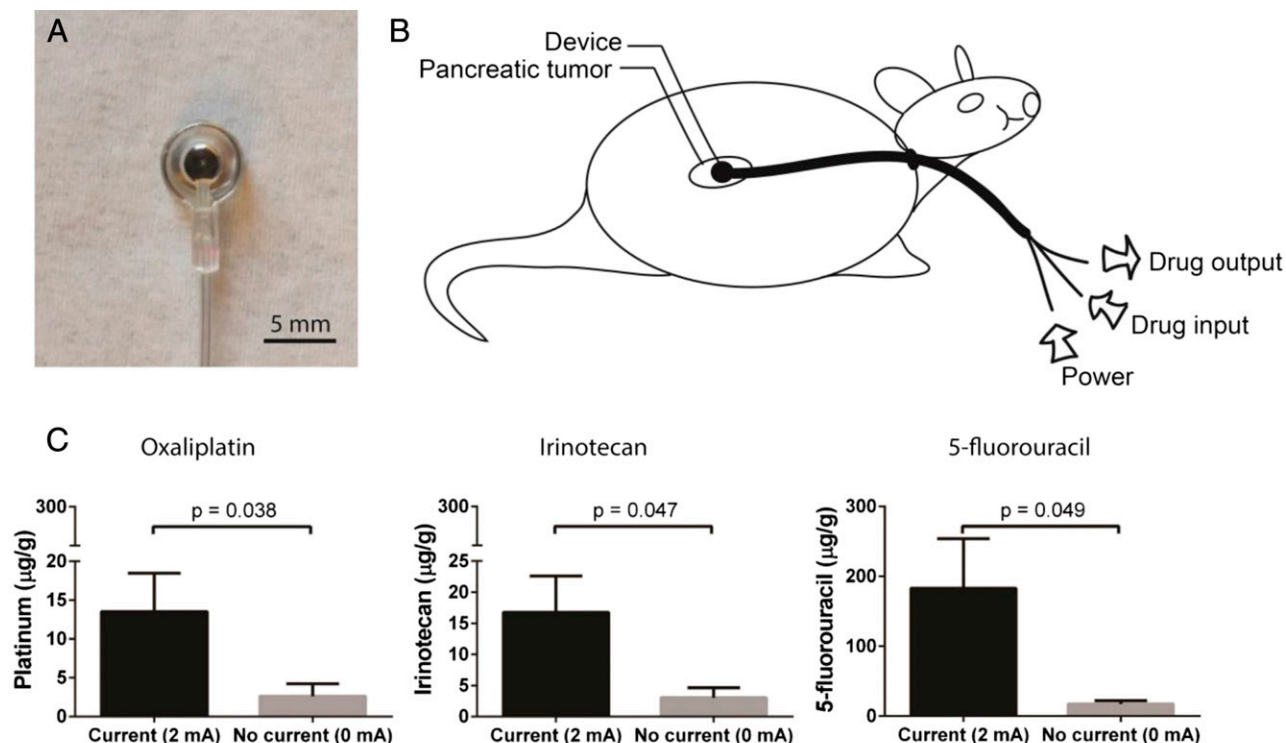 A
5 mm
B
Device
Pancreatic tumor
Drug output
Drug input
Power
C
Oxaliplatin
Platinum (µg/g)
300
20
15
10
5
0
p = 0.038
Current (2 mA) No current (0 mA)
Irinotecan
Irinotecan (µg/g)
300
25
20
15
10
5
0
p = 0.047
Current (2 mA) No current (0 mA)
5-fluorouracil
5-fluorouracil (µg/g)
300
200
100
0
p = 0.049
Current (2 mA) No current (0 mA)